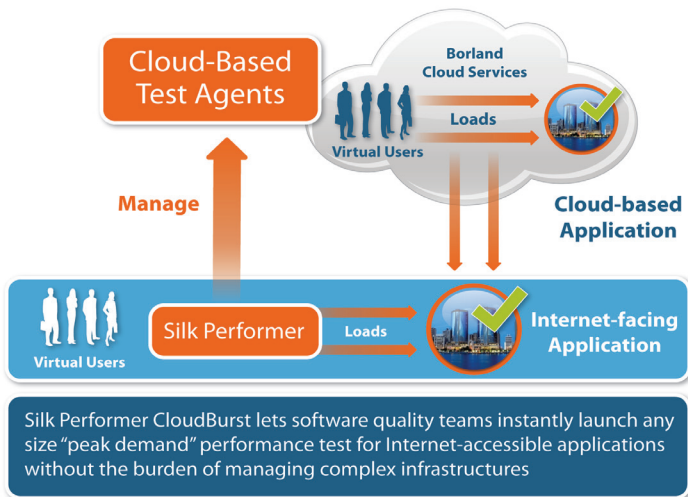 Cloud-Based
Test Agents
Borland
Cloud Services
Loads
Virtual Users
Manage
Cloud-based
Application
Virtual Users
Silk Performer
Loads
Internet-facing
Application
Silk Performer CloudBurst lets software quality teams instantly launch any
size “peak demand” performance test for Internet-accessible applications
without the burden of managing complex infrastructures